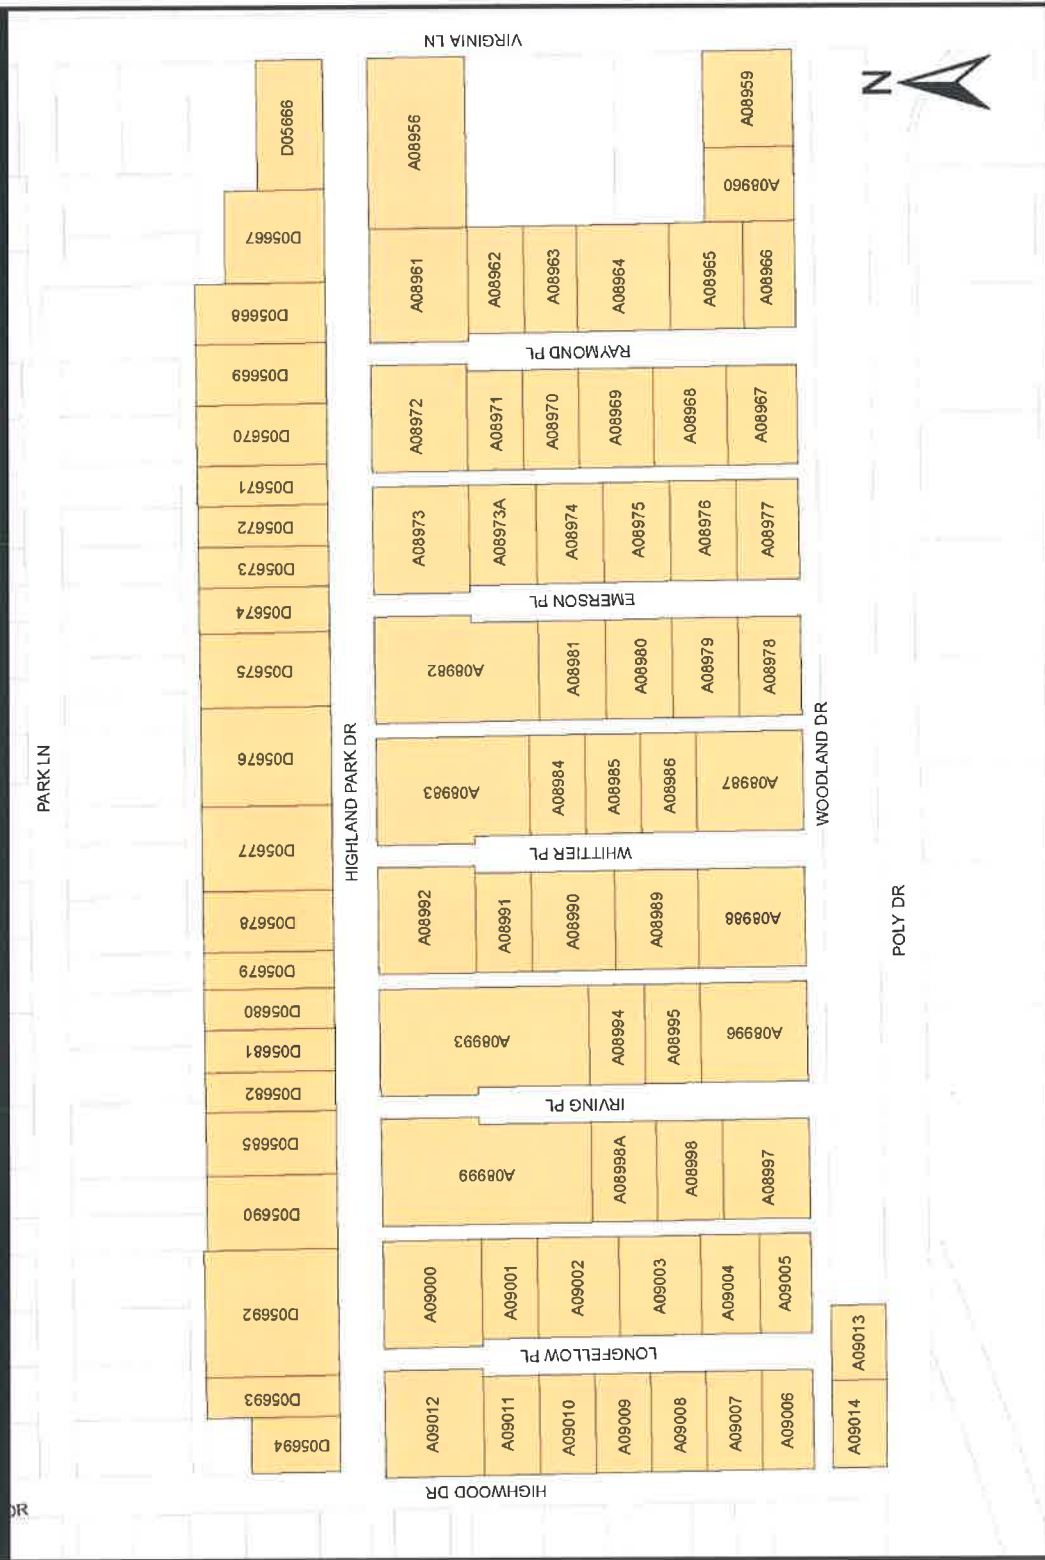 VIRGINIA LN
N
D05666
A08956
A08959
A08960
D05667
A08961
A08962
A08963
A08964
A08965
A08966
D05668
RAYMOND PL
D05669
D05670
A08972
A08971
A08970
A08969
A08968
A08967
D05671
D05672
D05673
A08973
A08973A
A08974
A08975
A08976
A08977
D05674
EMERSON PL
D05675
A08982
A08981
A08980
A08979
A08978
PARK LN
D05676
HIGHLAND PARK DR
WOODLAND DR
A08983
A08984
A08985
A08986
A08987
D05677
WHITTIER PL
D05678
A08992
A08991
A08990
A08989
A08988
POLY DR
D05679
D05680
D05681
A08993
A08994
A08995
A08996
D05682
IRVING PL
D05685
A08999
A08998A
A08998
A08997
D05690
D05692
A09000
A09001
A09002
A09003
A09004
A09005
LONGFELLOW PL
A09013
D05693
D05694
A09012
A09011
A09010
A09009
A09008
A09007
A09006
A09014
HIGHWOOD DR
DR